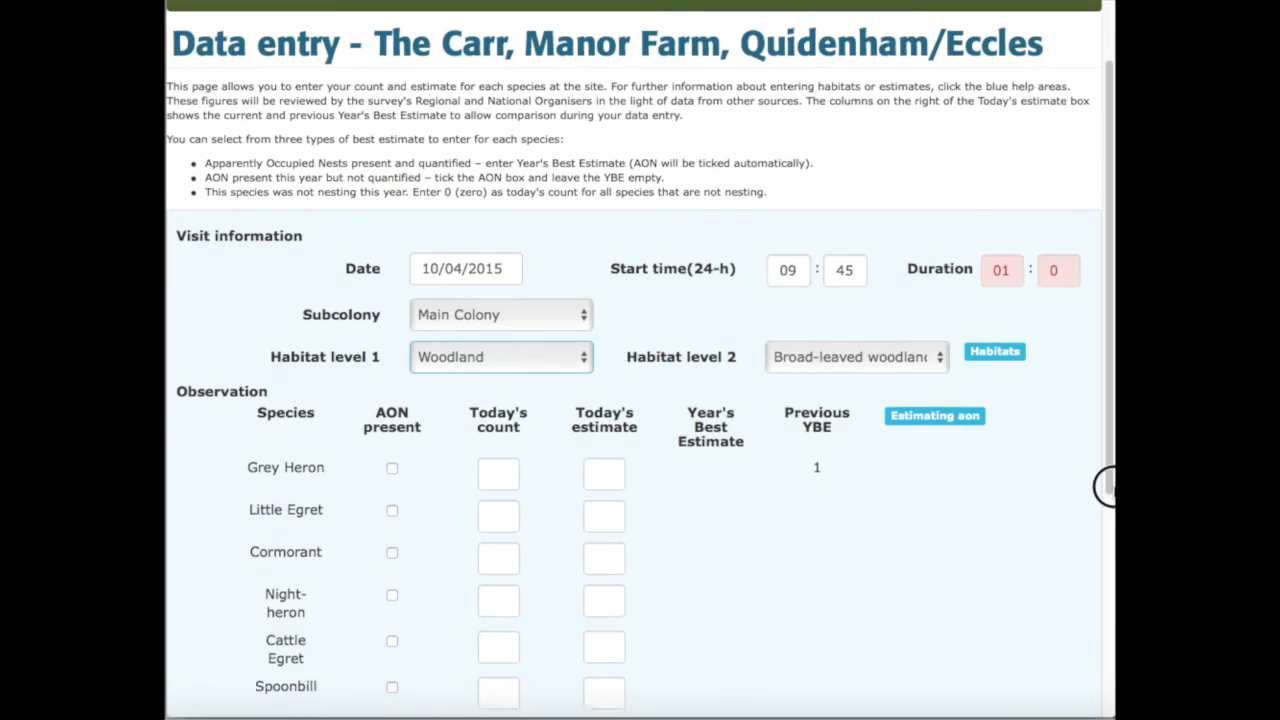 Data entry - The Carr, Manor Farm, Quidenham/Eccles
This page allows you to enter your count and estimate for each species at the site. For further information about entering habitats or estimates, click the blue help areas.
These figures will be reviewed by the survey's Regional and National Organisers in the light of data from other sources. The columns on the right of the Today's estimate box
shows the current and previous Year's Best Estimate to allow comparison during your data entry.
You can select from three types of best estimate to enter for each species:
Apparently Occupied Nests present and quantified – enter Year's Best Estimate (AON will be ticked automatically).
AON present this year but not quantified – tick the AON box and leave the YBE empty.
This species was not nesting this year. Enter 0 (zero) as today's count for all species that are not nesting.
Visit information
Date 10/04/2015 Start time(24-h) 09 : 45 Duration 01 : 0
Subcolony Main Colony
Habitat level 1 Woodland Habitat level 2 Broad-leaved woodland Habitats
Observation
Species AON present Today's count Today's estimate Year's Best Estimate Previous YBE Estimating aon
Grey Heron 1
Little Egret
Cormorant
Night-
heron
Cattle
Egret
Spoonbill